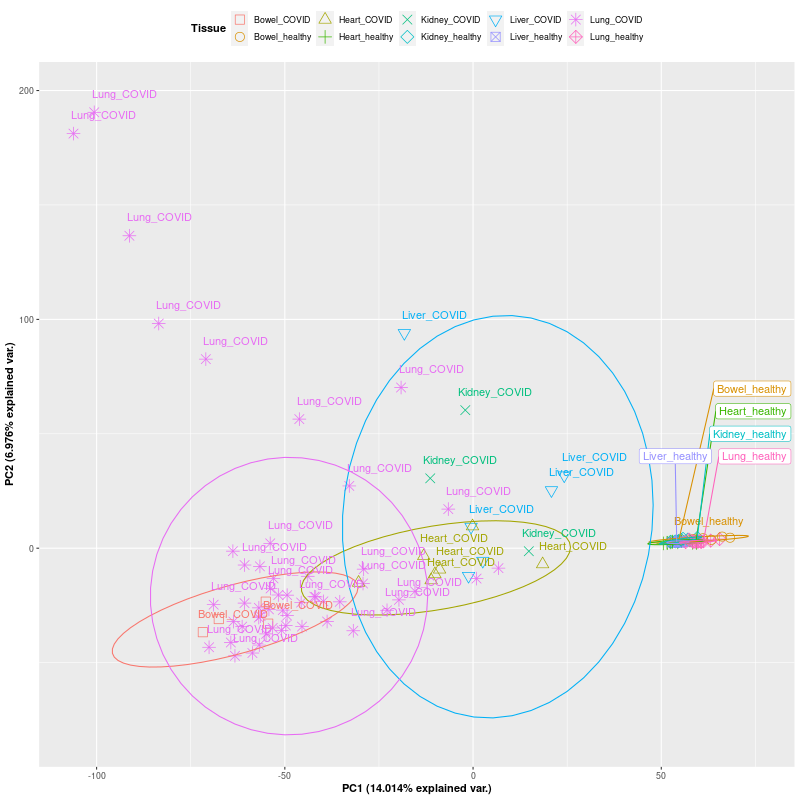 Tissue
Bowel_COVID Heart_COVID Kidney_COVID Liver_COVID Lung_COVID
Bowel_healthy Heart_healthy Kidney_healthy Liver_healthy Lung_healthy
200
100
0
PC2 (6.976% explained var.)
Lung_COVID
Lung_COVID
Lung_COVID
Lung_COVID
Liver_COVID
Lung_COVID
Lung_COVID
Kidney_COVID
Bowel_healthy
Lung_COVID
Heart_healthy
Kidney_healthy
Liver_healthy
Lung_healthy
Kidney_COVID
Liver_COVID
Lung_COVID
Liver_COVID
Lung_COVID
Liver_COVID
Bowel_healthy
Lung_COVID
Kidney_COVID
Heart_COVID
Lung_COVID
Heart_COVID
Lung_COVID
Heart_COVID
Lung_COVID
Heart_COVID
Lung_COVID
Lung_COVID
Lung_COVID
Lung_COVID
Lung_COVID
Lung_COVID
Bowel_COVID
Lung_COVID
Bowel_COVID
Lung_COVID
Lung_COVID
-100 -50 0 50
PC1 (14.014% explained var.)